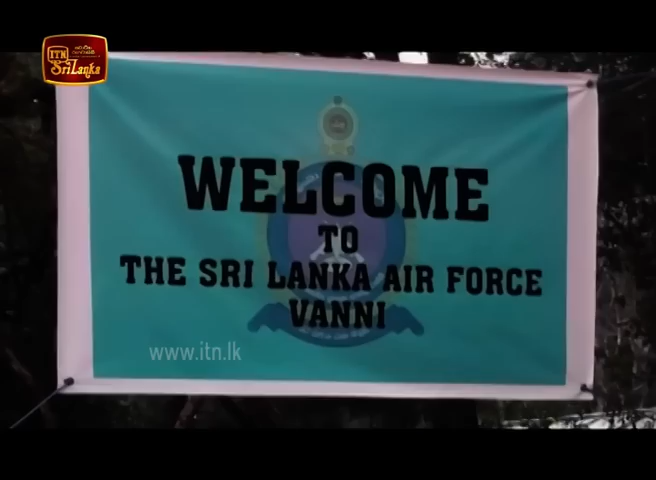 ITN
Sri Lanka
WELCOME
TO
THE SRI LANKA AIR FORCE
VANNI
www.itn.lk